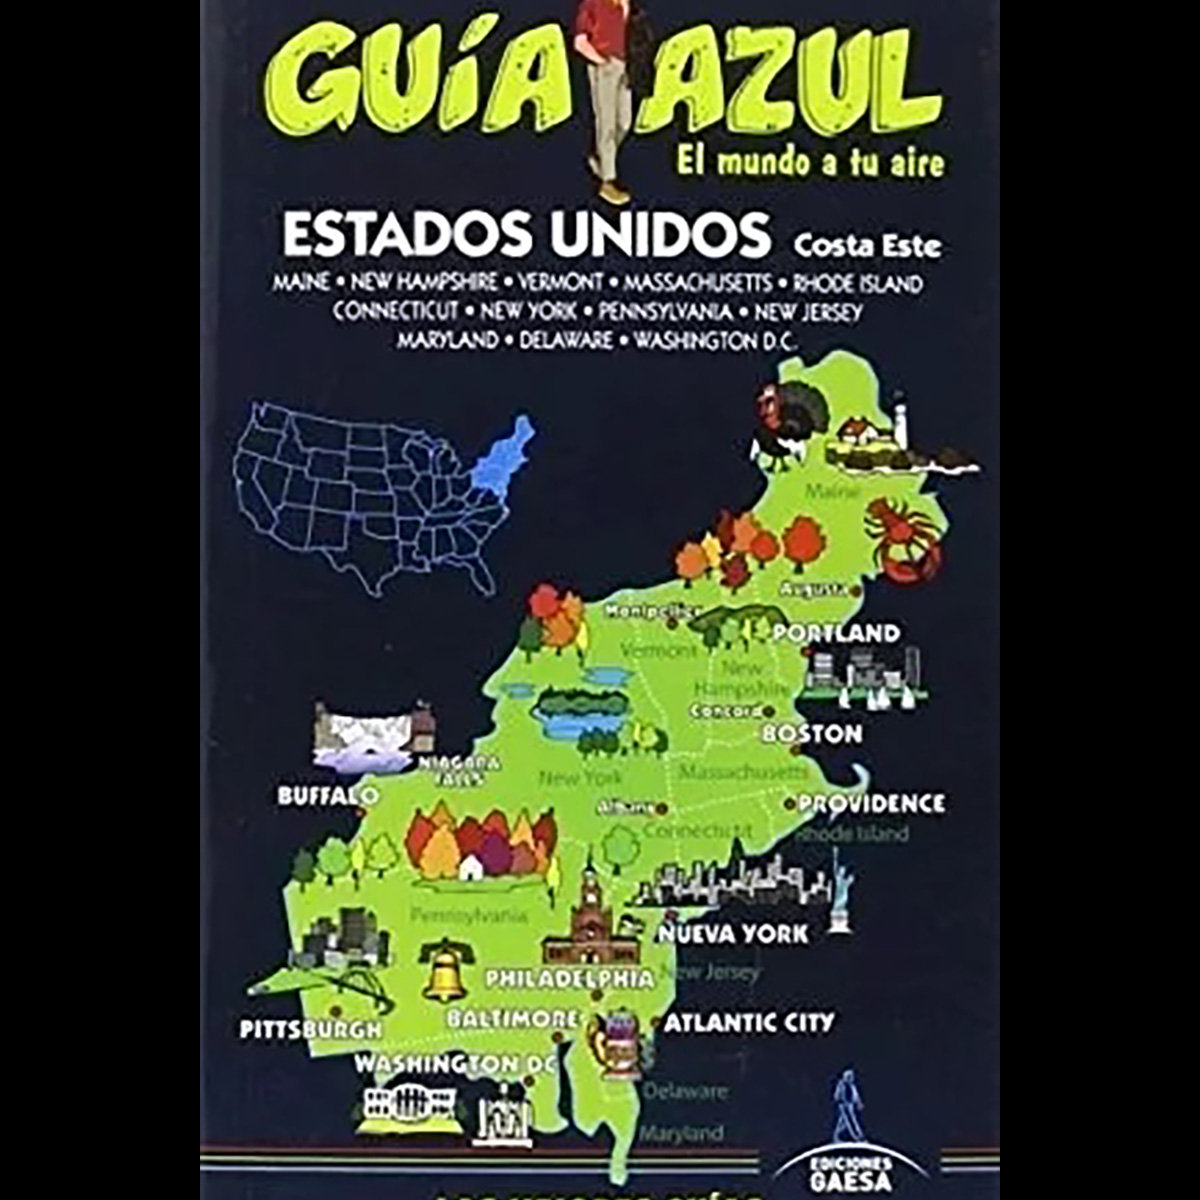 GUÍA AZUL
El mundo a tu aire
ESTADOS UNIDOS Costa Este
MAINE • NEW HAMPSHIRE • VERMONT • MASSACHUSETTS • RHODE ISLAND
CONNECTICUT • NEW YORK • PENNSYLVANIA • NEW JERSEY
MARYLAND • DELAWARE • WASHINGTON D.C.
Maine
Augusta
Montpellier
PORTLAND
Vermont
New
Hampshire
Concord
BOSTON
NIAGARA
FALLS
New York
Massachusetts
BUFFALO
Albany
PROVIDENCE
Connecticut
Rhode Island
Pennsylvania
NUEVA YORK
PHILADELPHIA
New Jersey
PITTSBURGH
BALTIMORE
ATLANTIC CITY
WASHINGTON DC
Delaware
Maryland
EDICIONES
GAESA